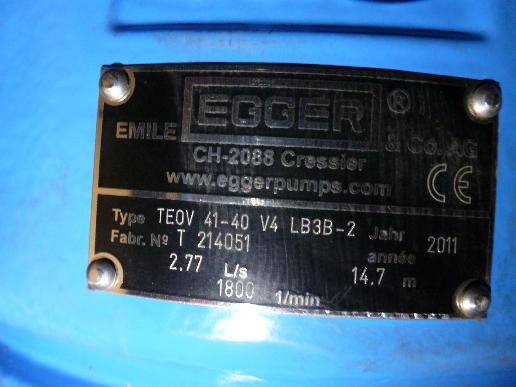 EGGER®
EMILE & Co. AG
CH-2088 Cressier
www.eggerpumps.com
CE
Type TEOV 41-40 V4 LB3B-2 Jahr 2011
Fabr. Nº T 214051 année
2.77 L/s 14.7 m
1800 1/min